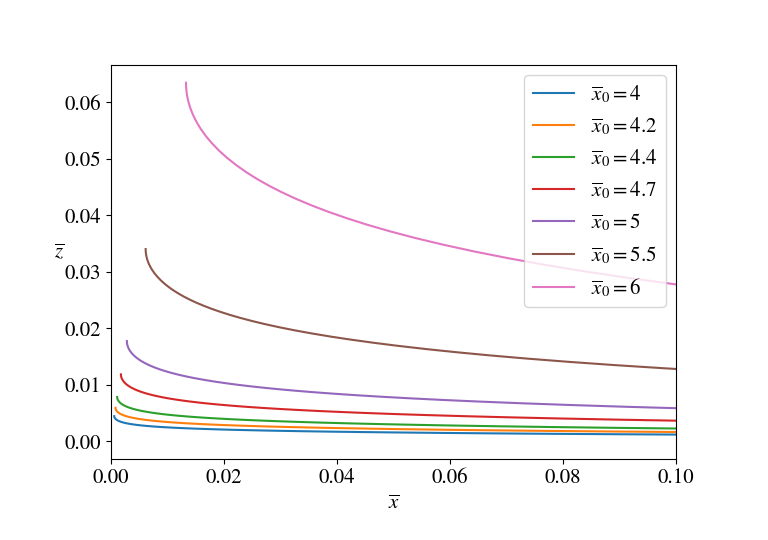 x̅₀ = 4
x̅₀ = 4.2
x̅₀ = 4.4
x̅₀ = 4.7
x̅₀ = 5
x̅₀ = 5.5
x̅₀ = 6
0.06
0.05
0.04
0.03
z̅
0.02
0.01
0.00
0.00 0.02 0.04 0.06 0.08 0.10
x̅